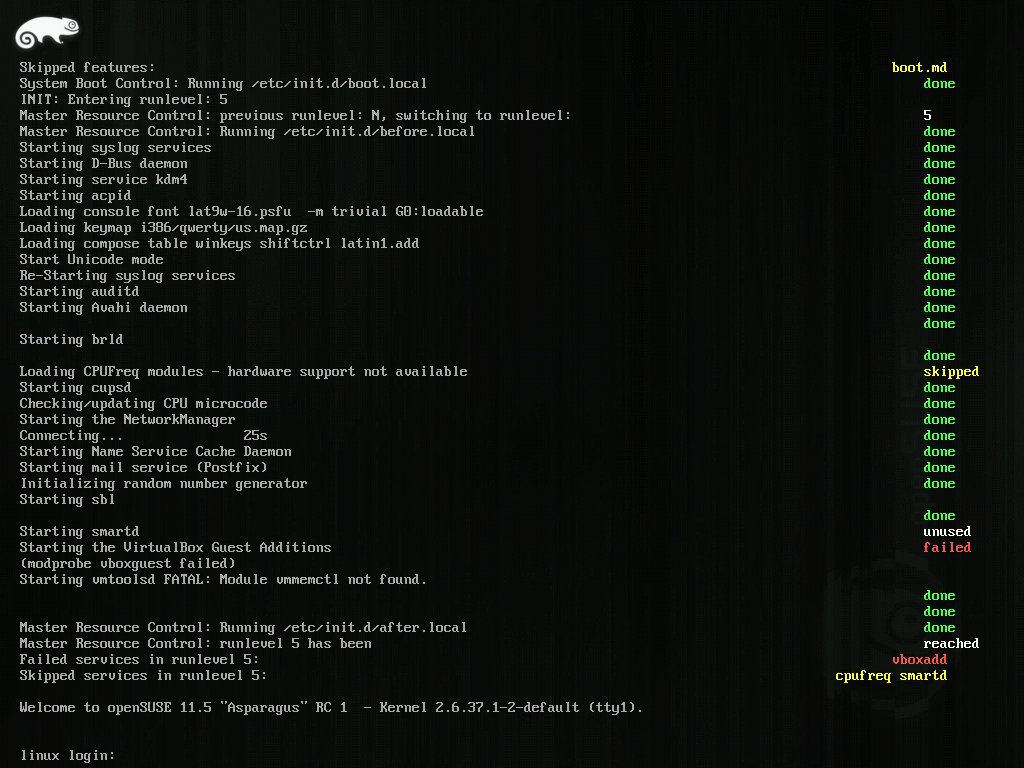 Skipped features: boot.md
System Boot Control: Running /etc/init.d/boot.local done
INIT: Entering runlevel: 5
Master Resource Control: previous runlevel: N, switching to runlevel: 5
Master Resource Control: Running /etc/init.d/before.local done
Starting syslog services done
Starting D-Bus daemon done
Starting service kdm4 done
Starting acpid done
Loading console font lat9w-16.psfu  -m trivial G0:loadable done
Loading keymap i386/qwerty/us.map.gz done
Loading compose table winkeys shiftctrl latin1.add done
Start Unicode mode done
Re-Starting syslog services done
Starting auditd done
Starting Avahi daemon done
done
Starting brld
done
Loading CPUFreq modules - hardware support not available skipped
Starting cupsd done
Checking/updating CPU microcode done
Starting the NetworkManager done
Connecting... 25s done
Starting Name Service Cache Daemon done
Starting mail service (Postfix) done
Initializing random number generator done
Starting sbl
done
Starting smartd unused
Starting the VirtualBox Guest Additions failed
(modprobe vboxguest failed)
Starting vmtoolsd FATAL: Module vmmemctl not found.
done
done
Master Resource Control: Running /etc/init.d/after.local done
Master Resource Control: runlevel 5 has been reached
Failed services in runlevel 5: vboxadd
Skipped services in runlevel 5: cpufreq smartd
Welcome to openSUSE 11.5 "Asparagus" RC 1  - Kernel 2.6.37.1-2-default (tty1).
linux login: